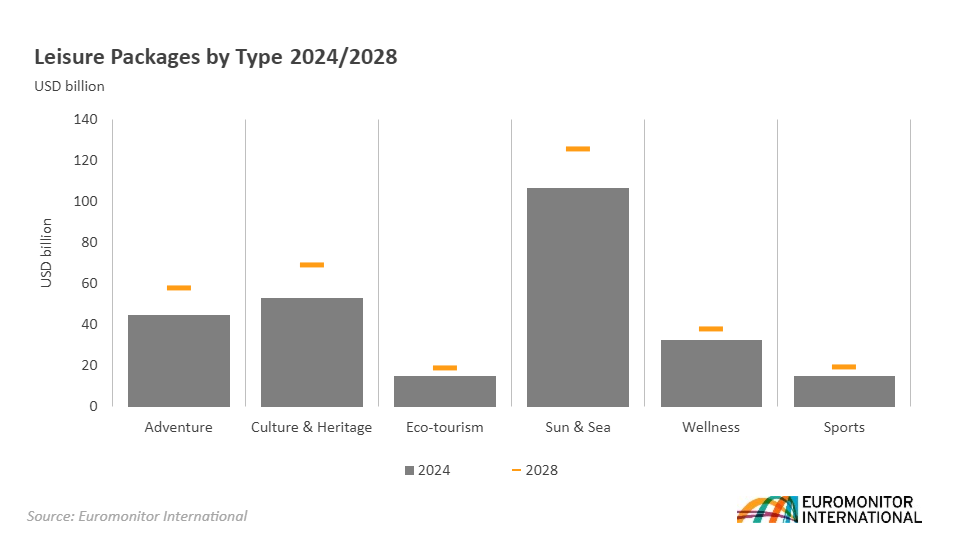 Leisure Packages by Type 2024/2028
USD billion
140
120
100
80
60
40
20
0
USD billion
Adventure
Culture & Heritage
Eco-tourism
Sun & Sea
Wellness
Sports
2024
2028
Source: Euromonitor International
EUROMONITOR
INTERNATIONAL